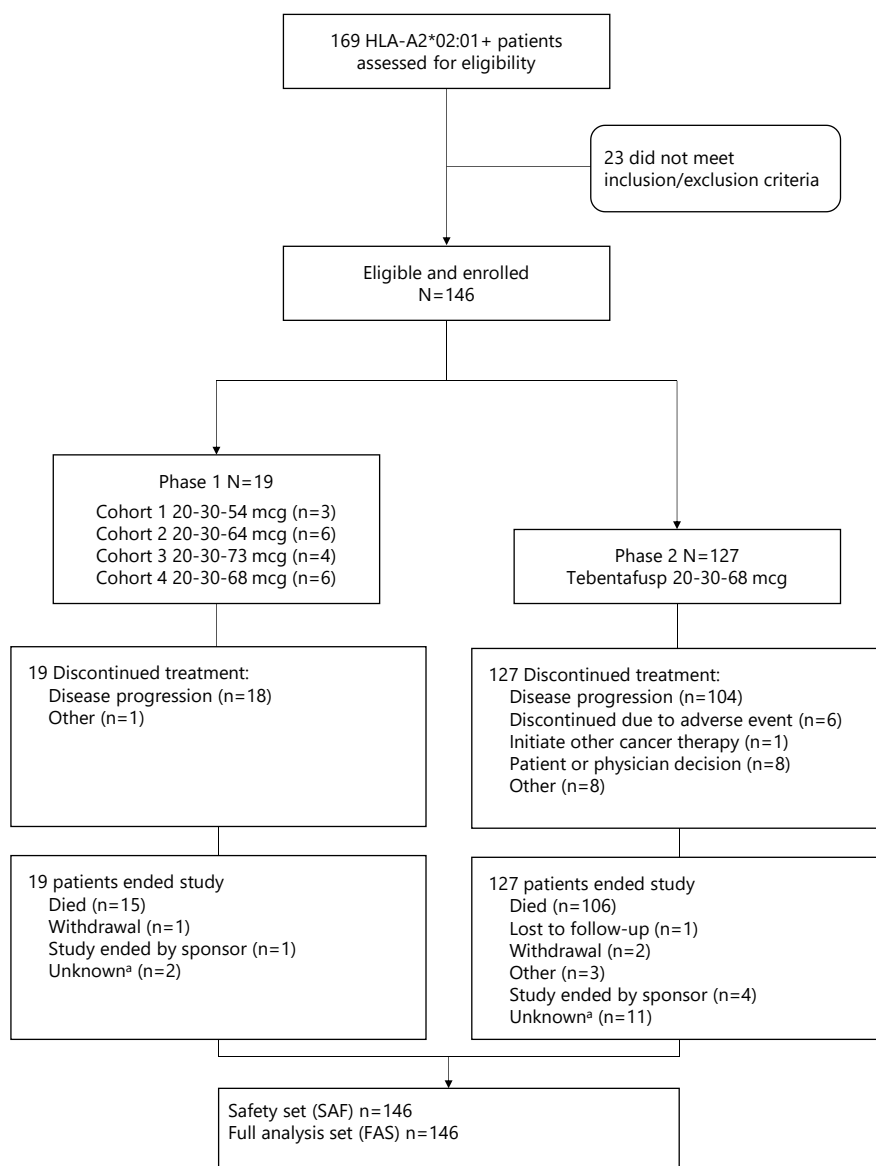 169 HLA-A2*02:01+ patients
assessed for eligibility
23 did not meet
inclusion/exclusion criteria
Eligible and enrolled
N=146
Phase 1 N=19
Cohort 1 20-30-54 mcg (n=3)
Cohort 2 20-30-64 mcg (n=6)
Cohort 3 20-30-73 mcg (n=4)
Cohort 4 20-30-68 mcg (n=6)
Phase 2 N=127
Tebentafusp 20-30-68 mcg
19 Discontinued treatment:
Disease progression (n=18)
Other (n=1)
127 Discontinued treatment:
Disease progression (n=104)
Discontinued due to adverse event (n=6)
Initiate other cancer therapy (n=1)
Patient or physician decision (n=8)
Other (n=8)
19 patients ended study
Died (n=15)
Withdrawal (n=1)
Study ended by sponsor (n=1)
Unknownᵃ (n=2)
127 patients ended study
Died (n=106)
Lost to follow-up (n=1)
Withdrawal (n=2)
Other (n=3)
Study ended by sponsor (n=4)
Unknownᵃ (n=11)
Safety set (SAF) n=146
Full analysis set (FAS) n=146